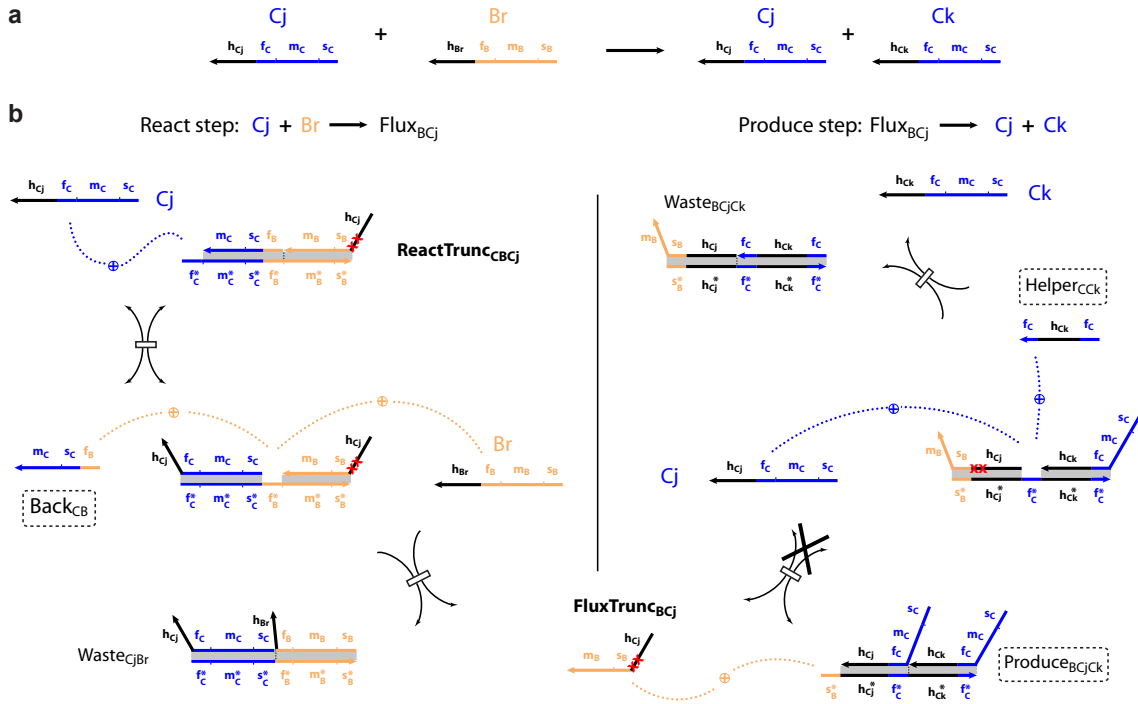 a
Cj + Br Cj + Ck
hCj fC mC sC hBr fB mB sB hCj fC mC sC hCk fC mC sC
b
React step: Cj + Br FluxBCj
Produce step: FluxBCj Cj + Ck
hCj fC mC sC Cj
hCk fC mC sC Ck
hCj
mC sC fB mB sB
ReactTruncCBCj
f*C m*C s*C f*B m*B s*B
WasteBCjCk
mB sB hCj fC hCk fC
s*B h*Cj f*C h*Ck f*C
HelperCCk
fC hCk fC
mC sC fB
BackCB
hCj fC mC sC mB sB hCj
f*C m*C s*C f*B m*B s*B
Br
hBr fB mB sB
Cj
hCj fC mC sC
sC
mC
mB sB hCj hCk fC
s*B h*Cj f*C h*Ck f*C
WasteCjBr
hCj fC mC sC hBr fB mB sB
f*C m*C s*C f*B m*B s*B
FluxTruncBCj
mB sB hCj
sC sC
mC mC
hCj fC hCk fC
s*B h*Cj f*C h*Ck f*C
ProduceBCjCk